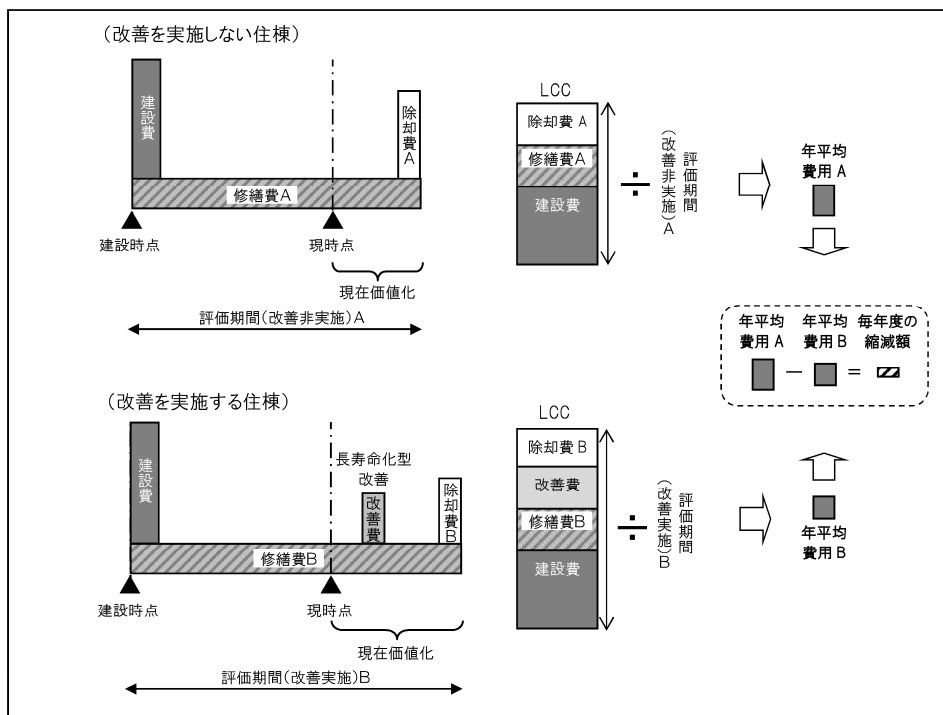 （改善を実施しない住棟）
建設費
除却費A
修繕費A
建設時点
現時点
現在価値化
評価期間(改善非実施)A
LCC
除却費A
修繕費A
建設費
÷
評価期間
(改善非実施)A
年平均
費用A
年平均
費用A
年平均
費用B
毎年度の
縮減額
－
＝
（改善を実施する住棟）
建設費
長寿命化型
改善
改善費
除却費B
修繕費B
建設時点
現時点
現在価値化
評価期間(改善実施)B
LCC
除却費B
改善費
修繕費B
建設費
÷
評価期間
(改善実施)B
年平均
費用B